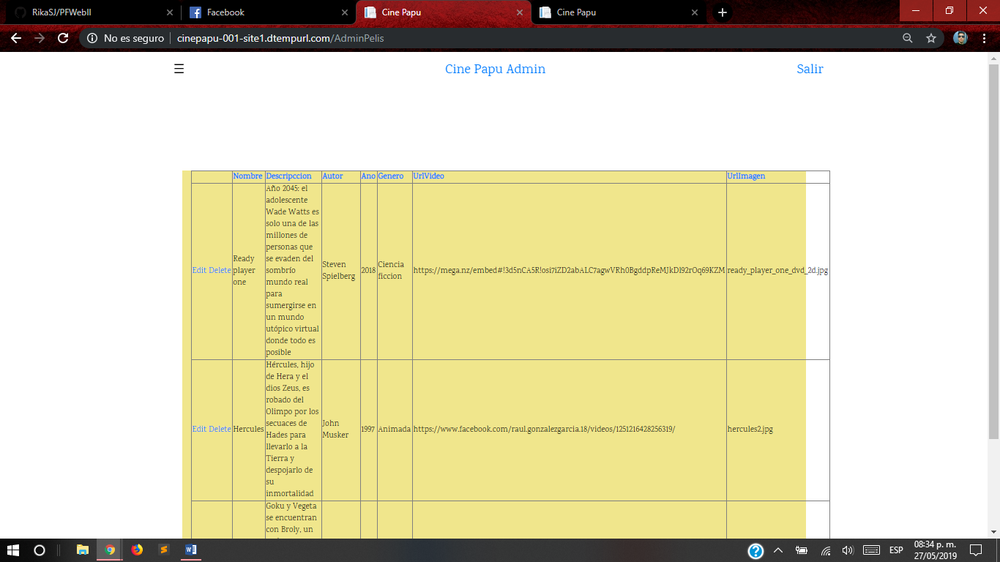 RikaSJ/PFWebII
Facebook
Cine Papu
Cine Papu
No es seguro
cinepapu-001-site1.dtempurl.com/AdminPelis
☰
Cine Papu Admin
Salir
Nombre Descripccion Autor Ano Genero UrlVideo UrlImagen
Edit Delete
Ready
player
one
Año 2045: el
adolescente
Wade Watts es
solo una de las
millones de
personas que
se evaden del
sombrío
mundo real
para
sumergirse en
un mundo
utópico virtual
donde todo es
posible
Steven
Spielberg
2018
Ciencia
ficcion
https://mega.nz/embed#!3d5nCA5R!osi7iZD2abALC7agwVRh0BgddpReMJkDI92rOq69KZM
ready_player_one_dvd_2d.jpg
Edit Delete
Hercules
Hércules, hijo
de Hera y el
dios Zeus, es
robado del
Olimpo por los
secuaces de
Hades para
llevarlo a la
Tierra y
despojarlo de
su
inmortalidad
John
Musker
1997
Animada
https://www.facebook.com/raul.gonzalezgarcia.18/videos/1251216428256319/
hercules2.jpg
Goku y Vegeta
se encuentran
con Broly, un
ESP
08:34 p. m.
27/05/2019